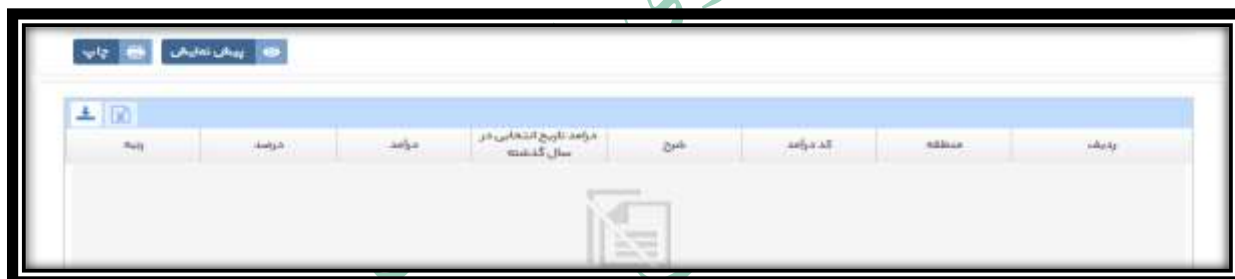 پیش نمایش چاپ
ردیف منطقه کد درآمد شرح درآمد تاریخ انتخابی در سال گذشته درآمد درصد رتبه